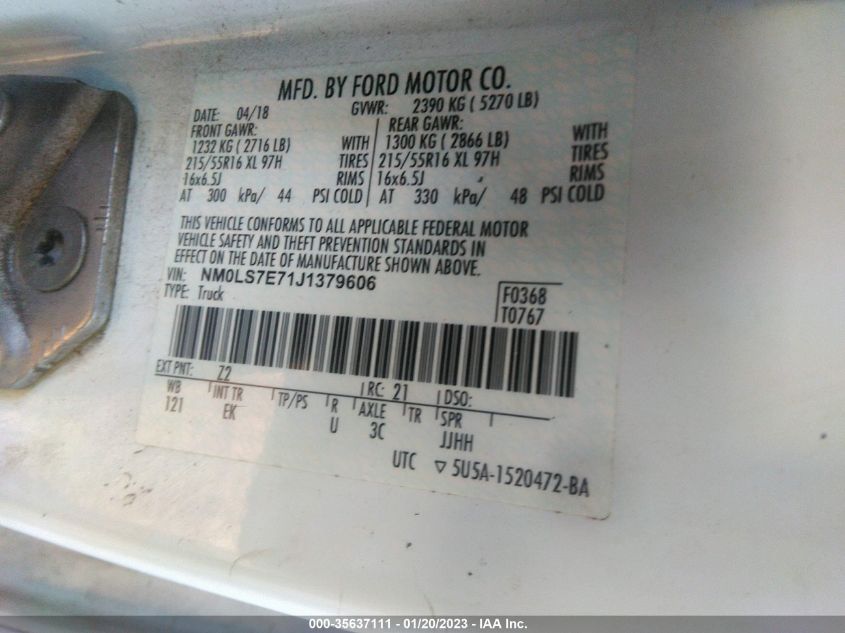 MFD. BY FORD MOTOR CO.
DATE: 04/18 GVWR: 2390 KG ( 5270 LB)
FRONT GAWR: REAR GAWR:
1232 KG ( 2716 LB) WITH 1300 KG ( 2866 LB) WITH
215/55R16 XL 97H TIRES 215/55R16 XL 97H TIRES
16x6.5J RIMS 16x6.5J RIMS
AT 300 kPa/ 44 PSI COLD AT 330 kPa/ 48 PSI COLD
THIS VEHICLE CONFORMS TO ALL APPLICABLE FEDERAL MOTOR
VEHICLE SAFETY AND THEFT PREVENTION STANDARDS IN
EFFECT ON THE DATE OF MANUFACTURE SHOWN ABOVE.
VIN: NM0LS7E71J1379606
TYPE: Truck
F0368
T0767
EXT PNT: Z2 RC: 21 DSO:
WB INT TR TP/PS R AXLE TR SPR
121 EK U 3C JJHH
UTC ▽ 5U5A-1520472-BA
000-35637111 - 01/20/2023 - IAA Inc.